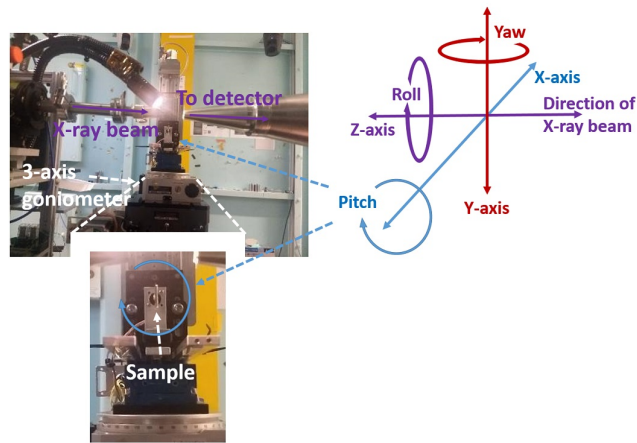 X-ray beam
To detector
3-axis
goniometer
Sample
Pitch
Yaw
X-axis
Roll
Z-axis
Direction of
X-ray beam
Y-axis